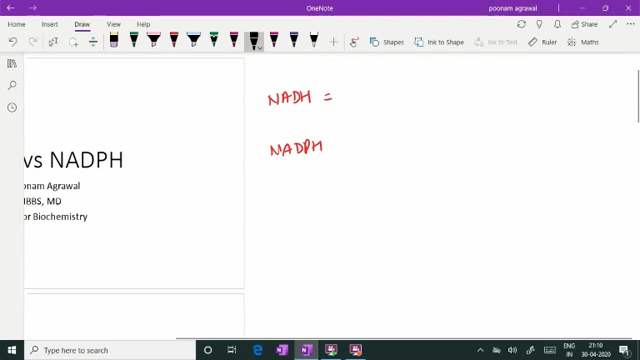 OneNote
poonam agrawal
Home Insert Draw View Help
Share
Shapes Ink to Shape Ink to Text Ruler Maths
NADH =
NADPH
vs NADPH
onam Agrawal
IBBS, MD
or Biochemistry
Type here to search
ENG
IN
21:10
30-04-2020